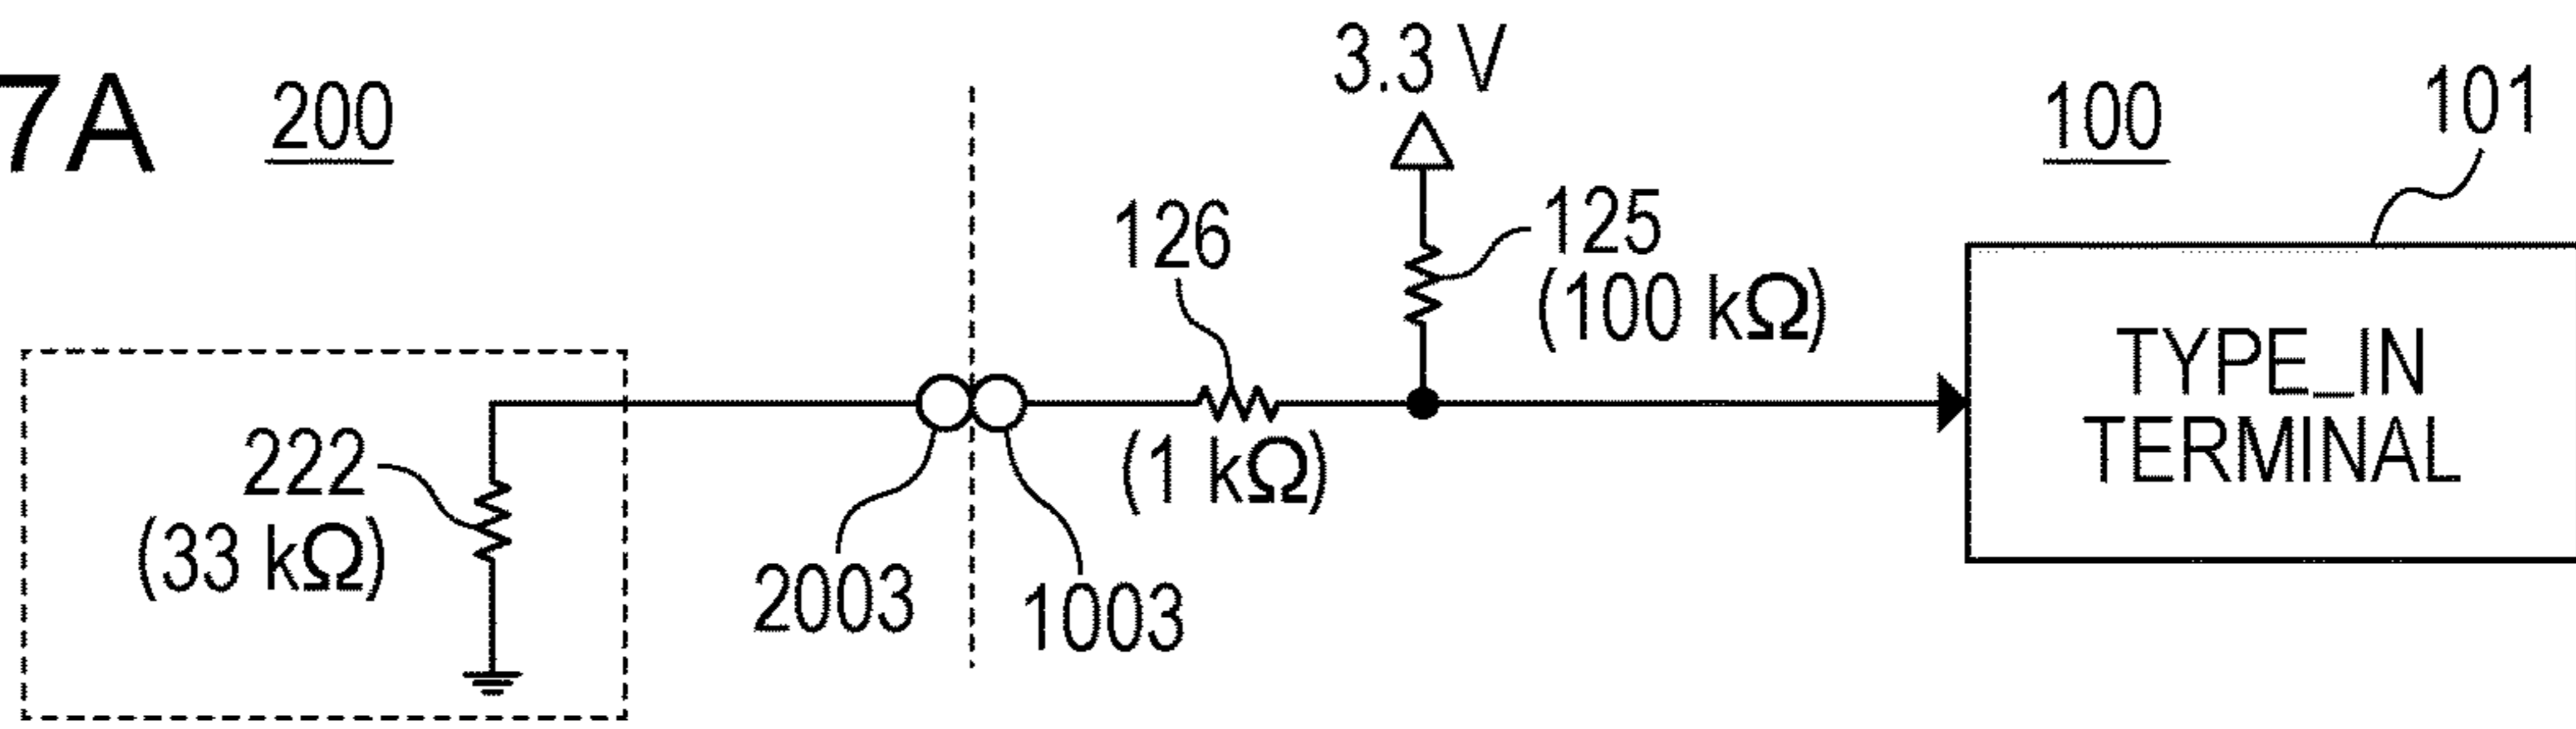 7A
200
3.3 V
100
101
126
125
(100 kΩ)
TYPE_IN
TERMINAL
222
(33 kΩ)
(1 kΩ)
2003
1003